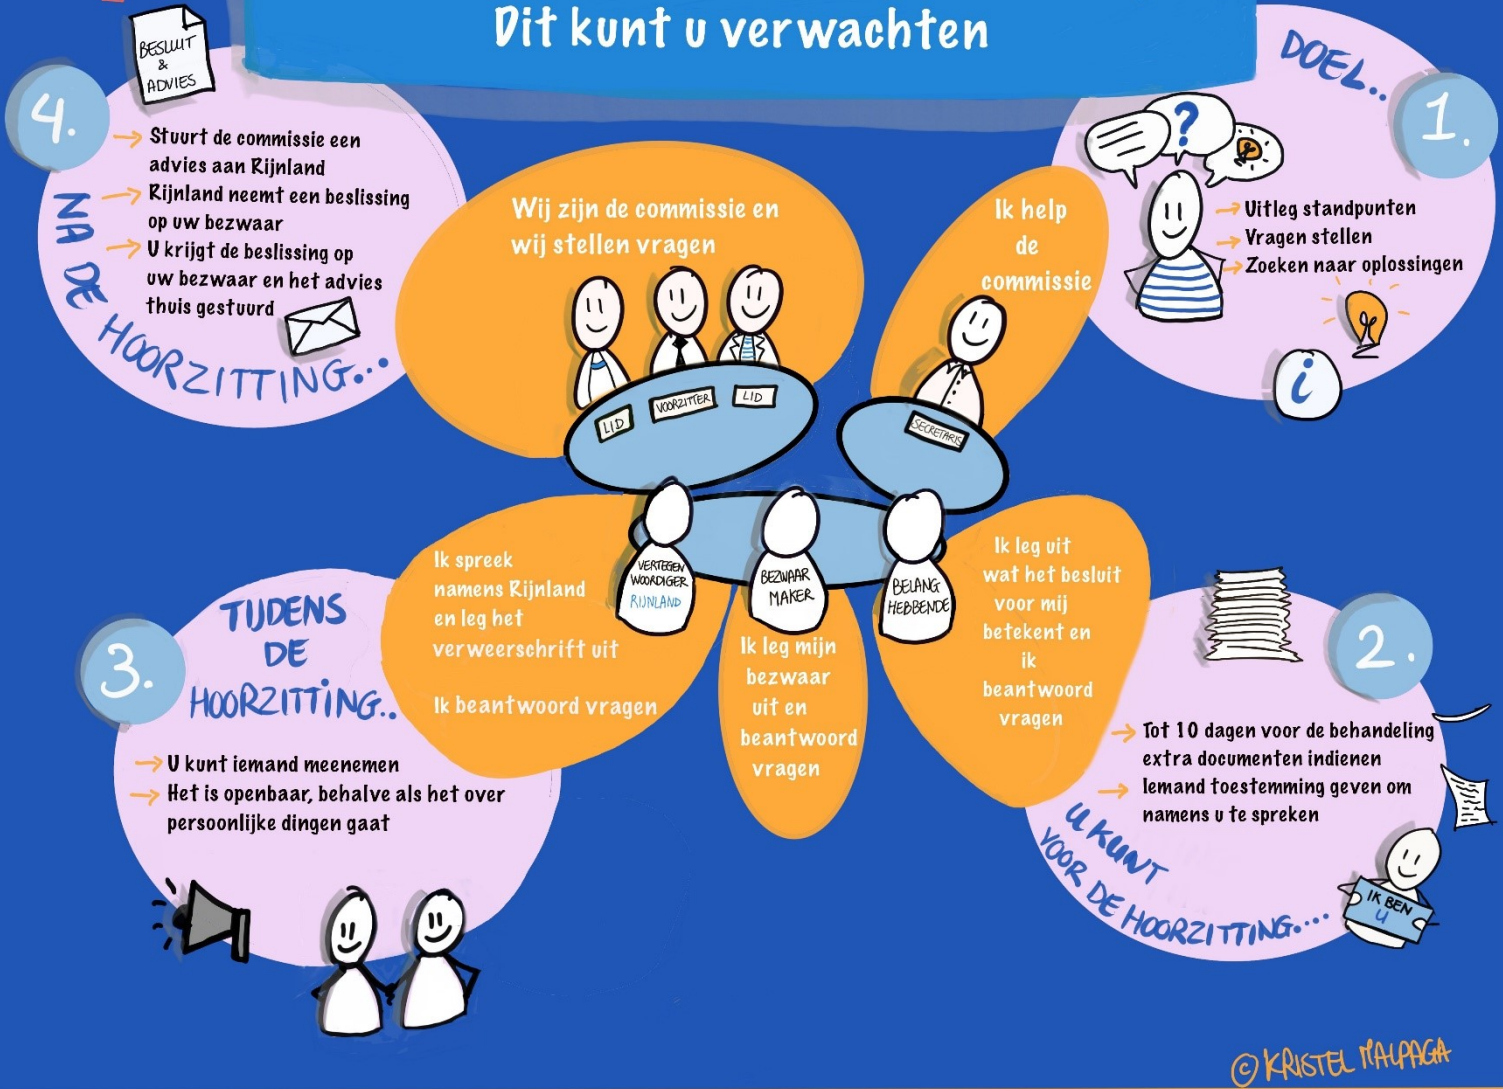 Dit kunt u verwachten
DOEL..
1.
?
Uitleg standpunten
Vragen stellen
Zoeken naar oplossingen
i
2.
Tot 10 dagen voor de behandeling
extra documenten indienen
Iemand toestemming geven om
namens u te spreken
U KUNT
VOOR DE HOORZITTING....
IK BEN
U
3.
TIJDENS
DE
HOORZITTING..
U kunt iemand meenemen
Het is openbaar, behalve als het over
persoonlijke dingen gaat
4.
BESLUIT
&
ADVIES
Stuurt de commissie een
advies aan Rijnland
Rijnland neemt een beslissing
op uw bezwaar
U krijgt de beslissing op
uw bezwaar en het advies
thuis gestuurd
NA DE HOORZITTING...
Wij zijn de commissie en
wij stellen vragen
LID
VOORZITTER
LID
Ik help
de
commissie
SECRETARIS
Ik spreek
namens Rijnland
en leg het
verweerschrift uit
Ik beantwoord vragen
VERTEGEN
WOORDIGER
RIJNLAND
BEZWAAR
MAKER
Ik leg mijn
bezwaar
uit en
beantwoord
vragen
BELANG
HEBBENDE
Ik leg uit
wat het besluit
voor mij
betekent en
ik
beantwoord
vragen
© KRISTEL MALPAGA